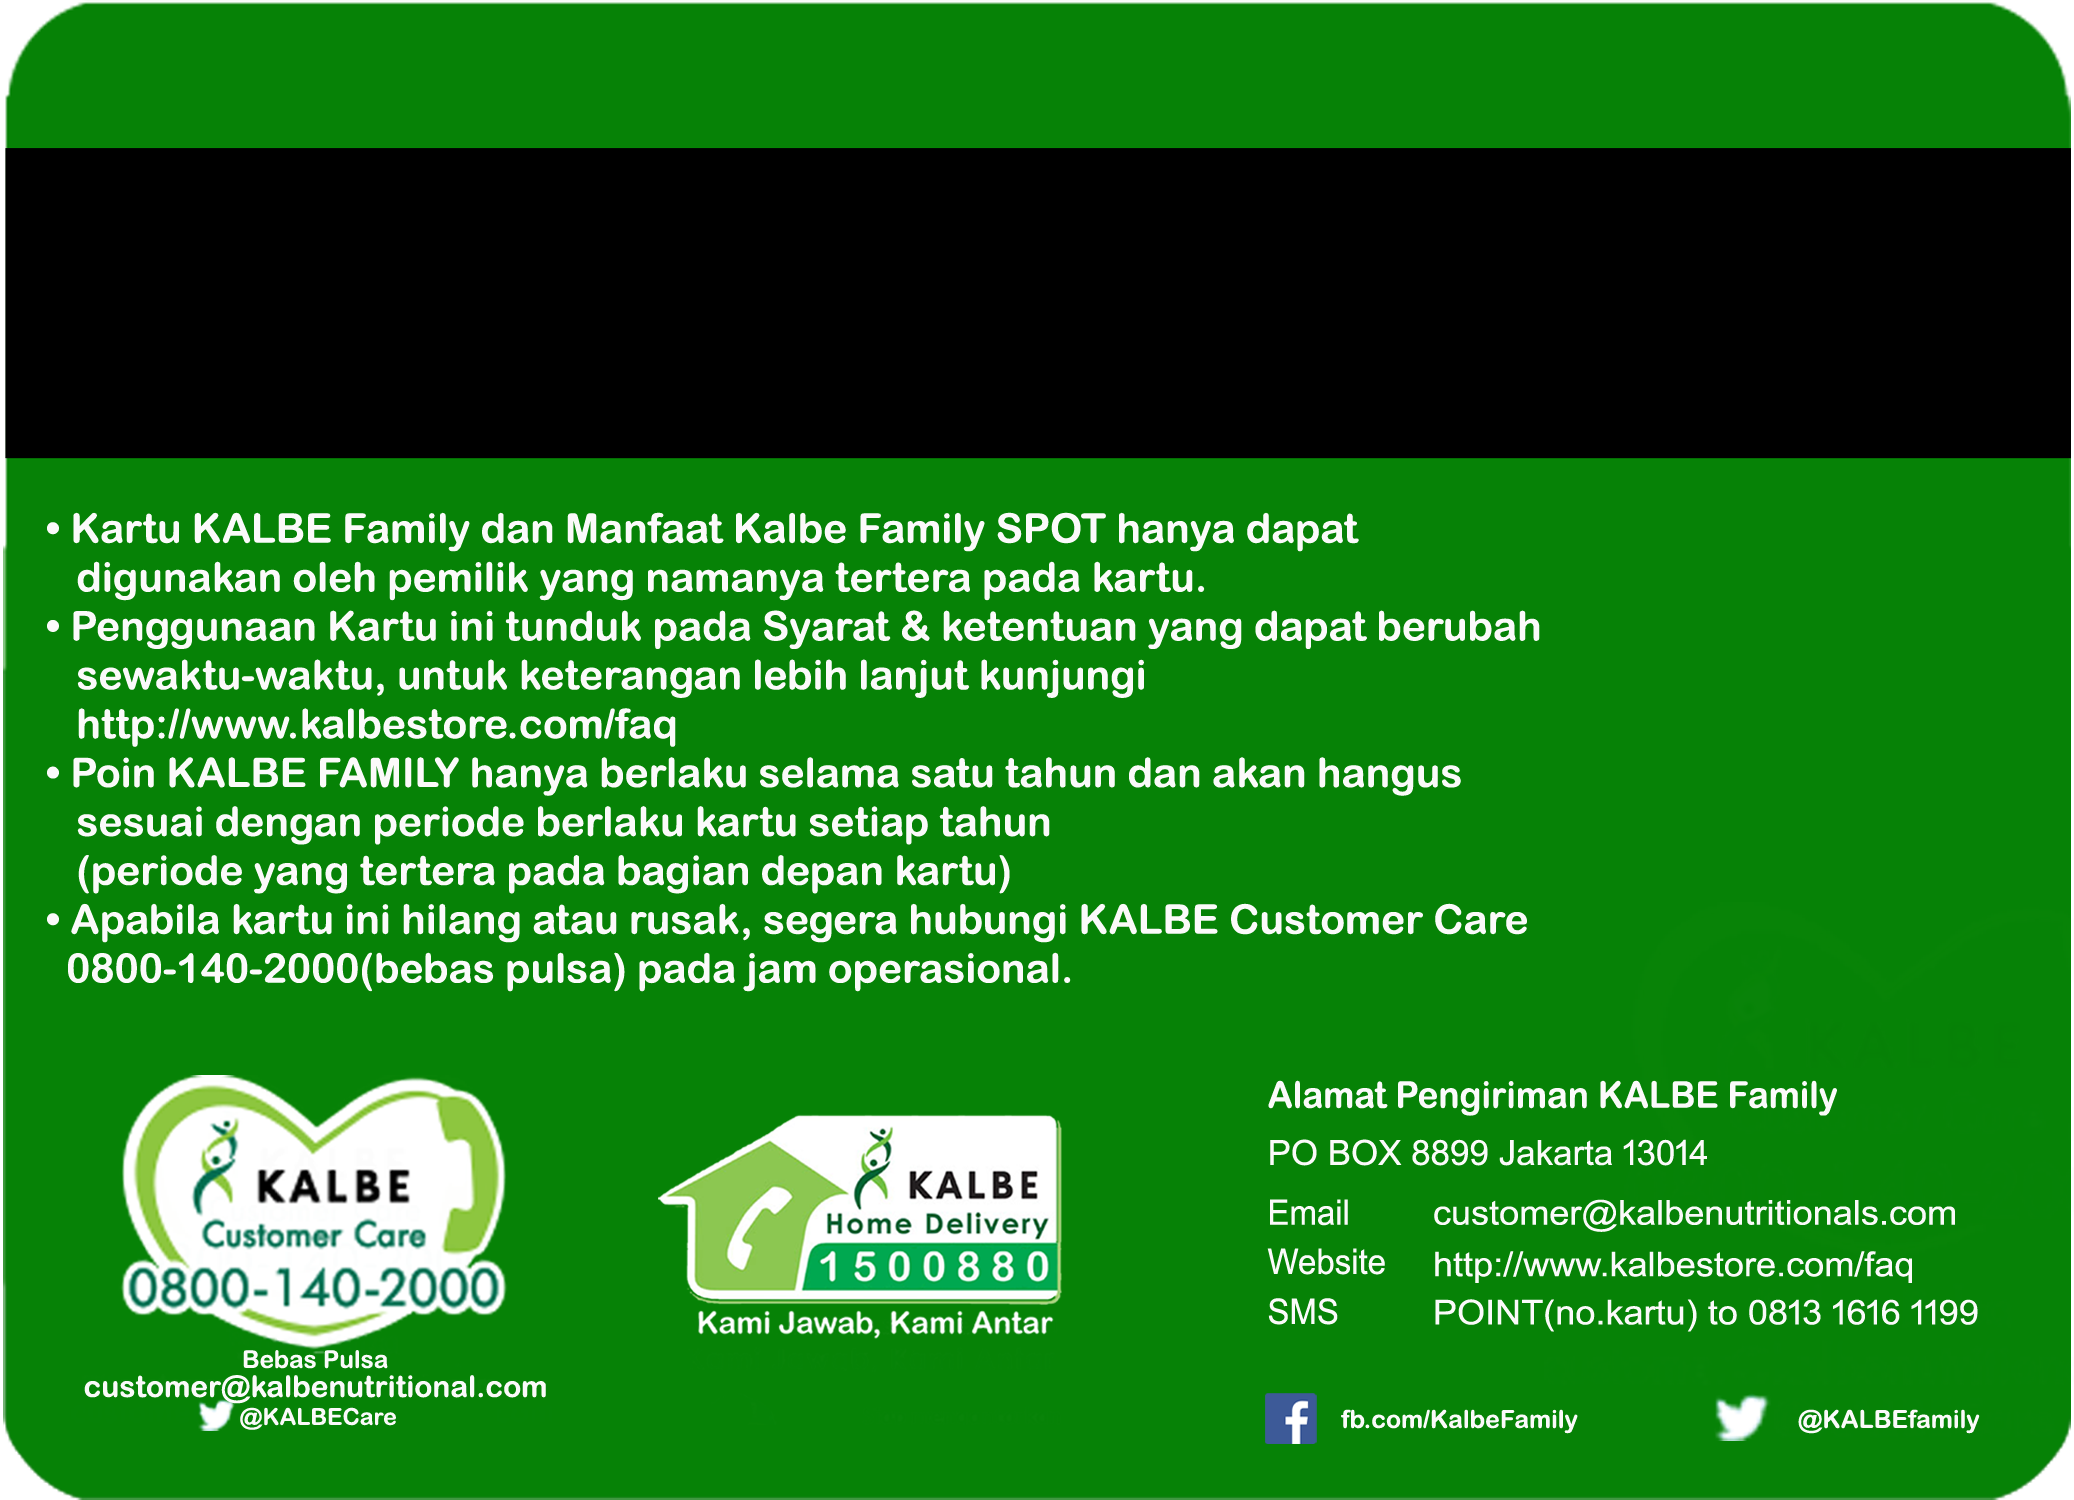 • Kartu KALBE Family dan Manfaat Kalbe Family SPOT hanya dapat
digunakan oleh pemilik yang namanya tertera pada kartu.
• Penggunaan Kartu ini tunduk pada Syarat & ketentuan yang dapat berubah
sewaktu-waktu, untuk keterangan lebih lanjut kunjungi
http://www.kalbestore.com/faq
• Poin KALBE FAMILY hanya berlaku selama satu tahun dan akan hangus
sesuai dengan periode berlaku kartu setiap tahun
(periode yang tertera pada bagian depan kartu)
• Apabila kartu ini hilang atau rusak, segera hubungi KALBE Customer Care
0800-140-2000(bebas pulsa) pada jam operasional.
KALBE
Customer Care
0800-140-2000
Bebas Pulsa
customer@kalbenutritional.com
@KALBECare
KALBE
Home Delivery
1500880
Kami Jawab, Kami Antar
Alamat Pengiriman KALBE Family
PO BOX 8899 Jakarta 13014
Email customer@kalbenutritionals.com
Website http://www.kalbestore.com/faq
SMS POINT(no.kartu) to 0813 1616 1199
fb.com/KalbeFamily
@KALBEfamily